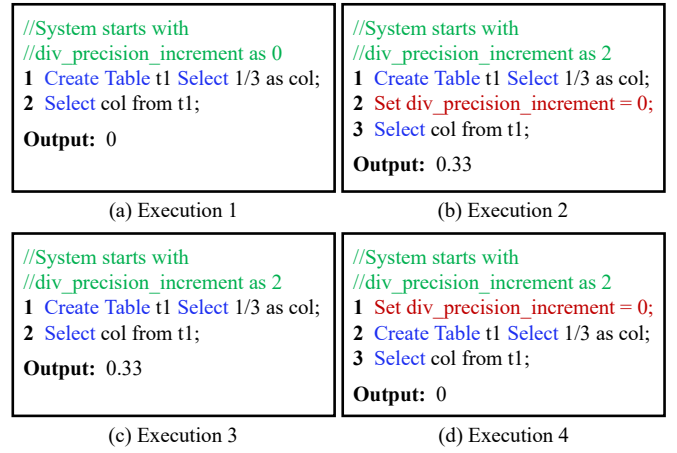 //System starts with
//div_precision_increment as 0
1 Create Table t1 Select 1/3 as col;
2 Select col from t1;
Output: 0
(a) Execution 1
//System starts with
//div_precision_increment as 2
1 Create Table t1 Select 1/3 as col;
2 Set div_precision_increment = 0;
3 Select col from t1;
Output: 0.33
(b) Execution 2
//System starts with
//div_precision_increment as 2
1 Create Table t1 Select 1/3 as col;
2 Select col from t1;
Output: 0.33
(c) Execution 3
//System starts with
//div_precision_increment as 2
1 Set div_precision_increment = 0;
2 Create Table t1 Select 1/3 as col;
3 Select col from t1;
Output: 0
(d) Execution 4